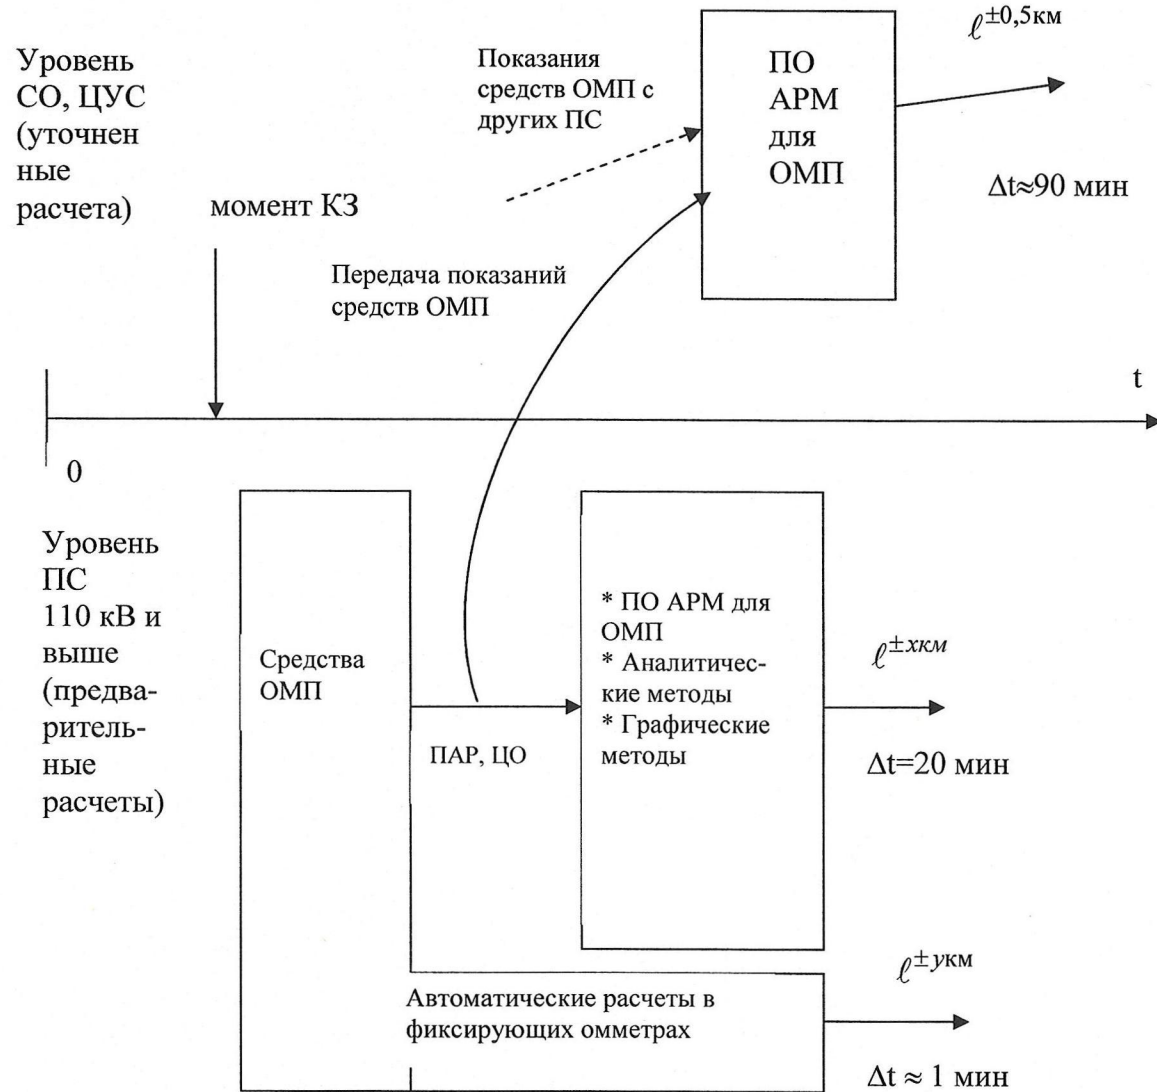 Уровень
СО, ЦУС
(уточнен
ные
расчета)
момент КЗ
Показания
средств ОМП с
других ПС
Передача показаний
средств ОМП
ПО
АРМ
для
ОМП
ℓ±0,5км
Δt≈90 мин
t
0
Уровень
ПС
110 кВ и
выше
(предва-
ритель-
ные
расчеты)
Средства
ОМП
ПАР, ЦО
* ПО АРМ для
ОМП
* Аналитичес-
кие методы
* Графические
методы
ℓ±xкм
Δt=20 мин
Автоматические расчеты в
фиксирующих омметрах
ℓ±yкм
Δt ≈ 1 мин